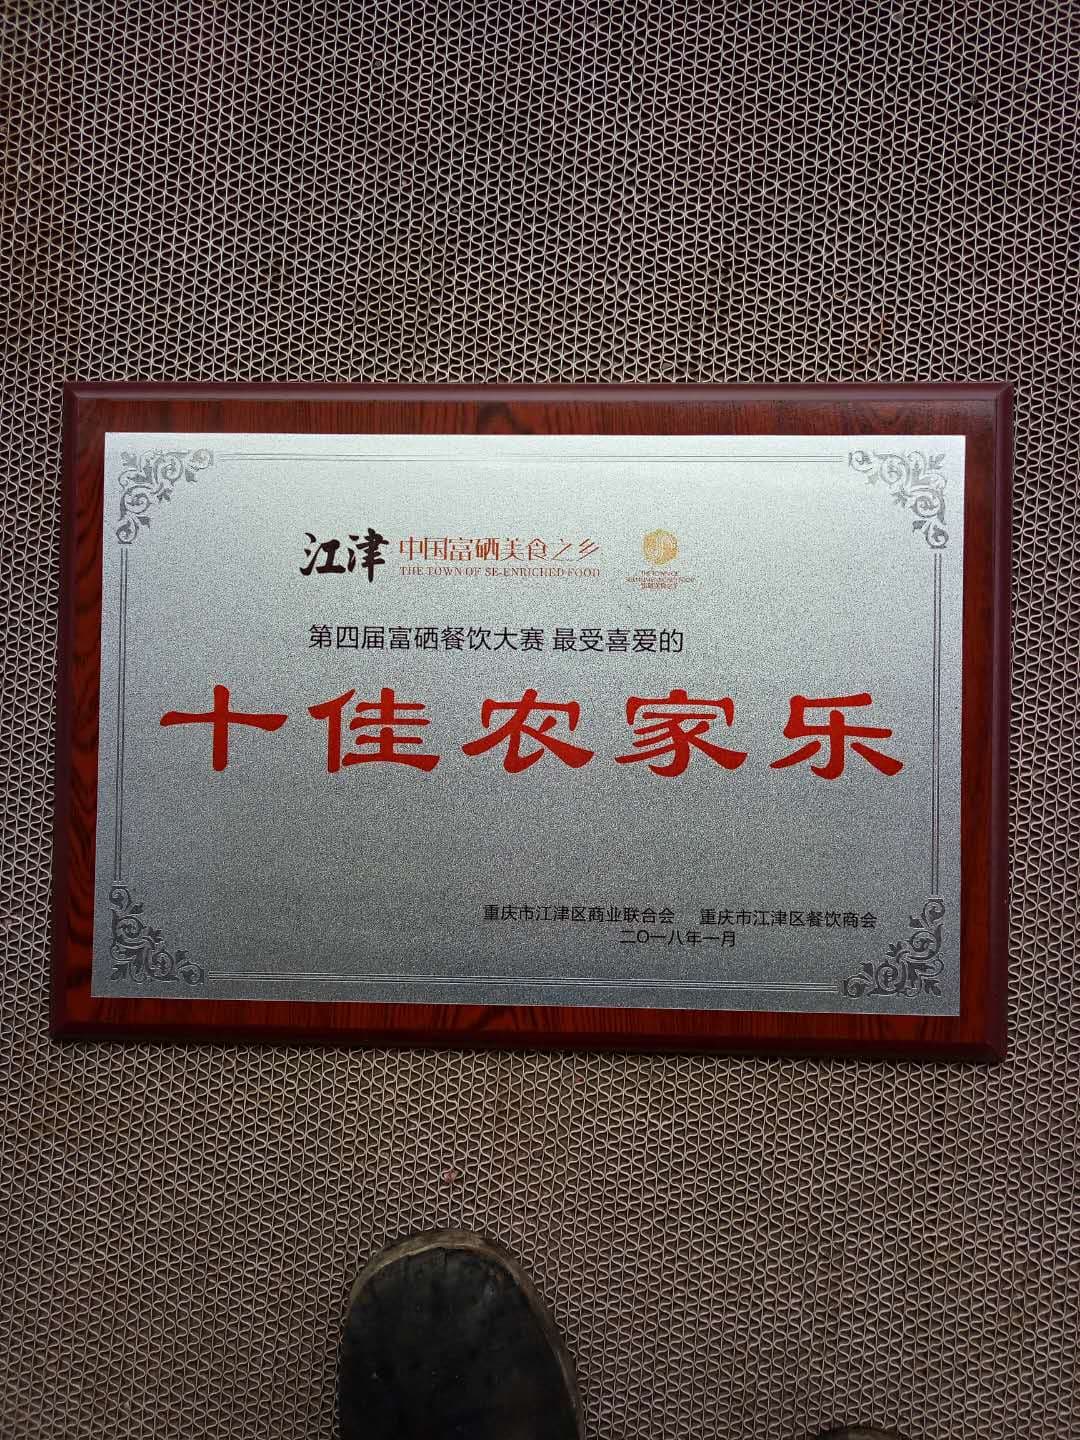 江津 中国富硒美食之乡
THE TOWN OF SE-ENRICHED FOOD
THE TOWN OF
第四届富硒餐饮大赛 最受喜爱的
十佳农家乐
重庆市江津区商业联合会 重庆市江津区餐饮商会
二〇一八年一月